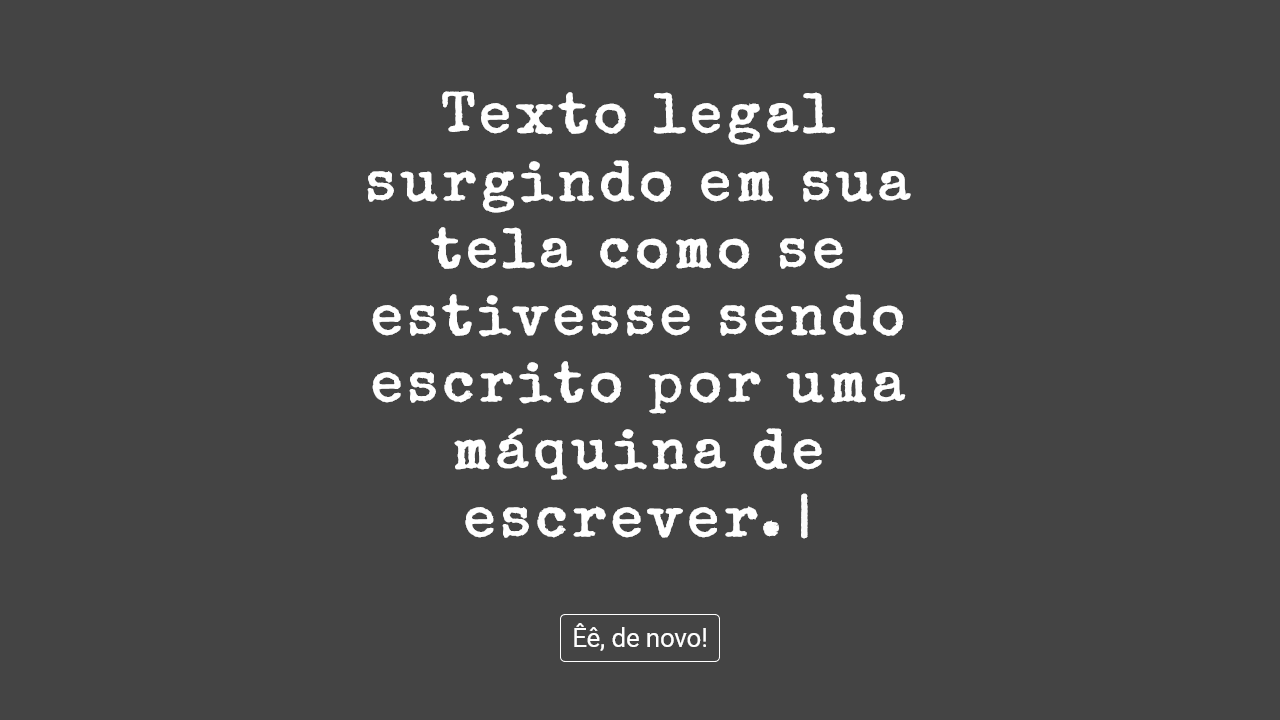 Texto legal
surgindo em sua
tela como se
estivesse sendo
escrito por uma
máquina de
escrever.|
Êê, de novo!